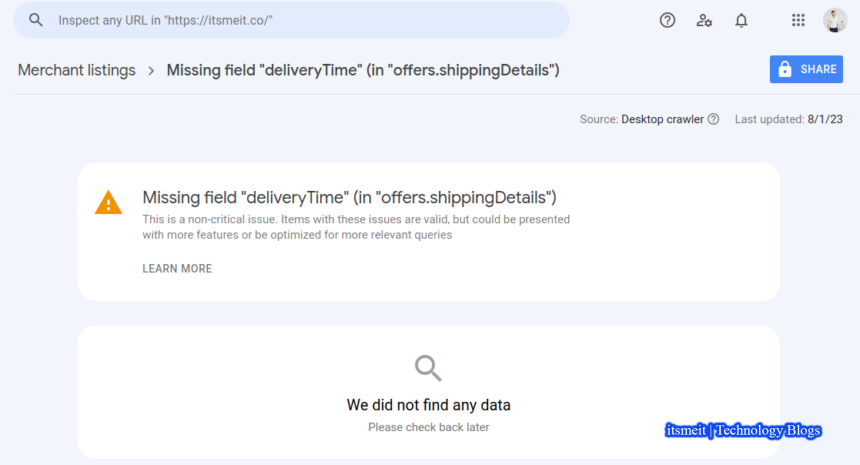 Inspect any URL in "https://itsmeit.co/"
Merchant listings > Missing field "deliveryTime" (in "offers.shippingDetails")
SHARE
Source: Desktop crawler Last updated: 8/1/23
Missing field "deliveryTime" (in "offers.shippingDetails")
This is a non-critical issue. Items with these issues are valid, but could be presented
with more features or be optimized for more relevant queries
LEARN MORE
We did not find any data
Please check back later
itsmeit | Technology Blogs